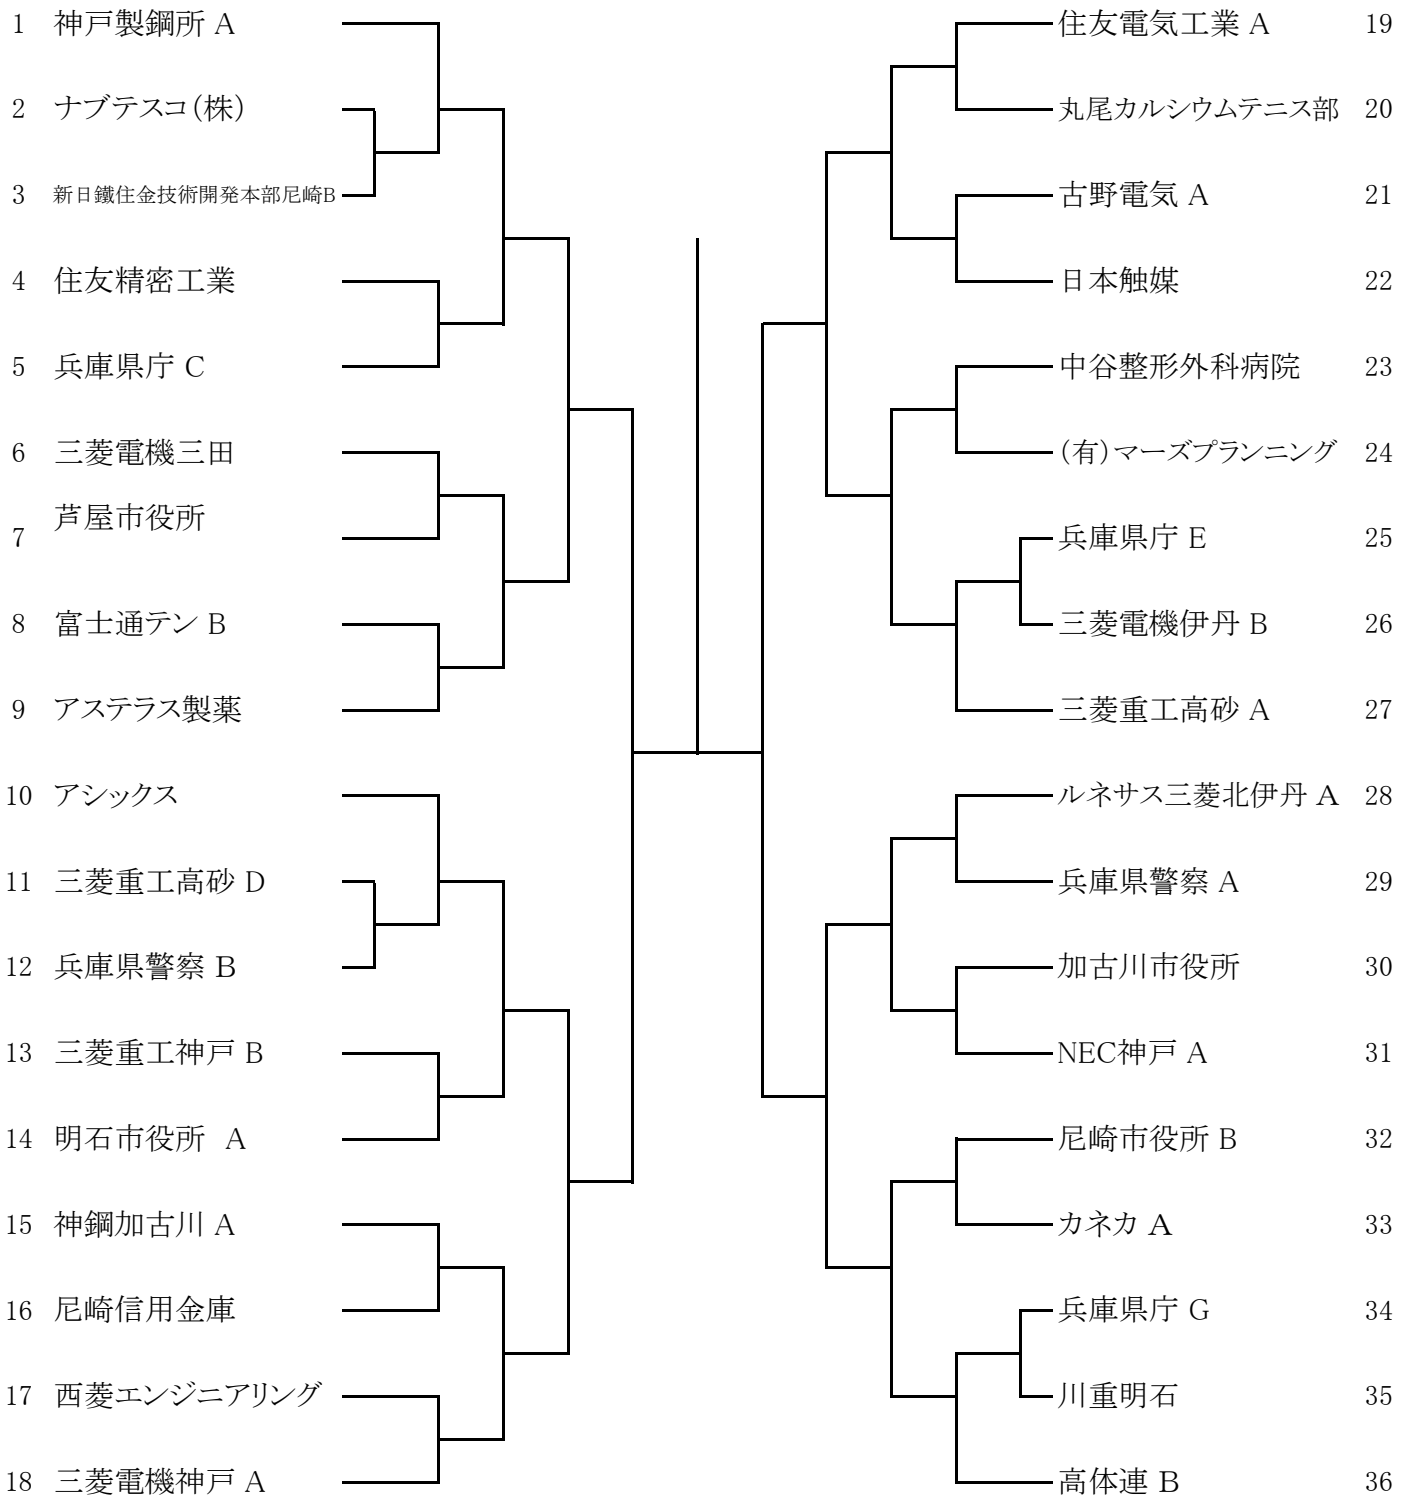 1 神戸製鋼所 A
2 ナブテスコ(株)
3 新日鐵住金技術開発本部尼崎B
4 住友精密工業
5 兵庫県庁 C
6 三菱電機三田
7 芦屋市役所
8 富士通テン B
9 アステラス製薬
10 アシックス
11 三菱重工高砂 D
12 兵庫県警察 B
13 三菱重工神戸 B
14 明石市役所 A
15 神鋼加古川 A
16 尼崎信用金庫
17 西菱エンジニアリング
18 三菱電機神戸 A
住友電気工業 A 19
丸尾カルシウムテニス部 20
古野電気 A 21
日本触媒 22
中谷整形外科病院 23
(有)マーズプランニング 24
兵庫県庁 E 25
三菱電機伊丹 B 26
三菱重工高砂 A 27
ルネサス三菱北伊丹 A 28
兵庫県警察 A 29
加古川市役所 30
NEC神戸 A 31
尼崎市役所 B 32
カネカ A 33
兵庫県庁 G 34
川重明石 35
高体連 B 36